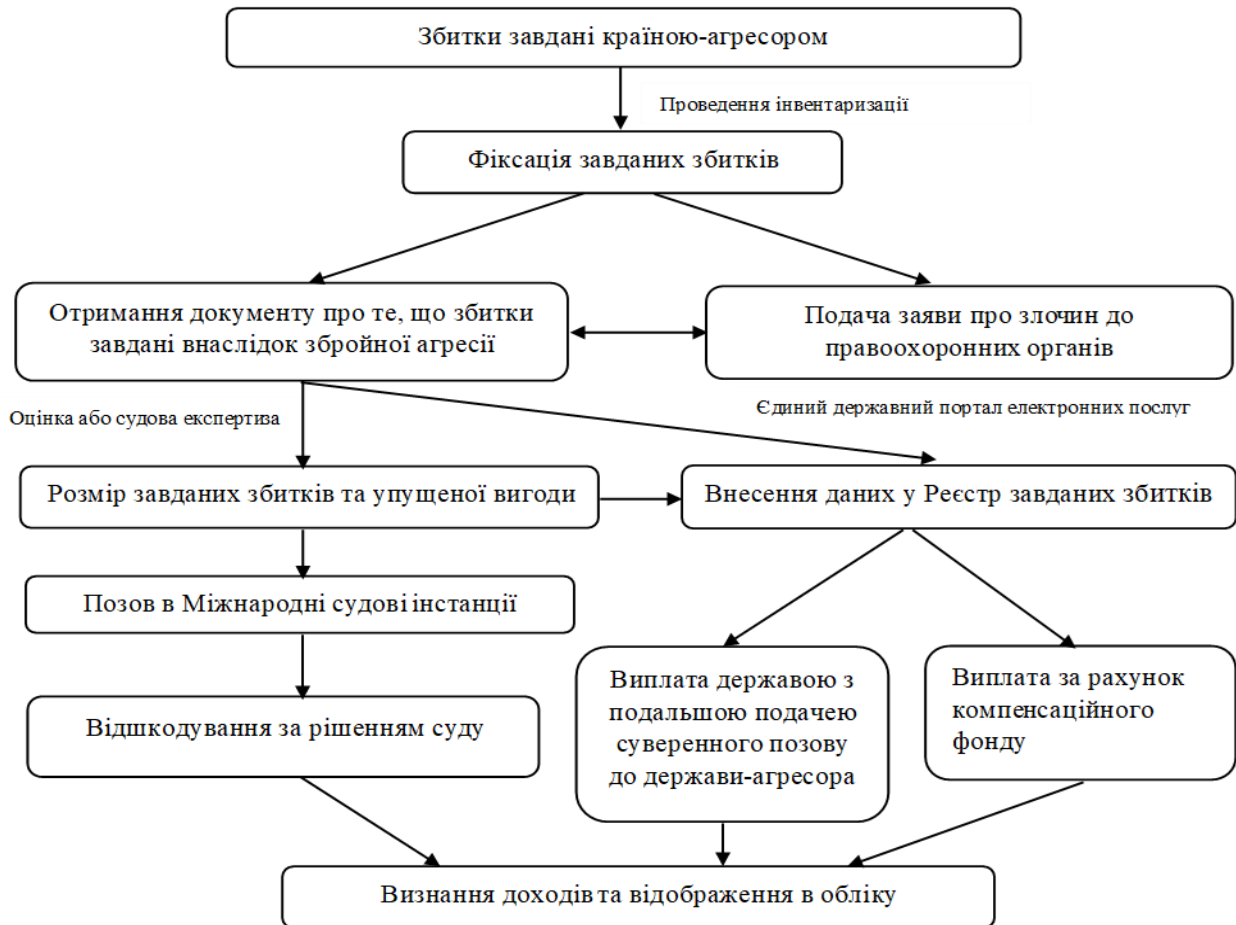 Збитки завдані країною-агресором
Проведення інвентаризації
Фіксація завданих збитків
Отримання документу про те, що збитки
завдані внаслідок збройної агресії
Подача заяви про злочин до
правоохоронних органів
Оцінка або судова експертиза
Єдиний державний портал електронних послуг
Розмір завданих збитків та упущеної вигоди
Внесення даних у Реєстр завданих збитків
Позов в Міжнародні судові інстанції
Відшкодування за рішенням суду
Виплата державою з
подальшою подачею
суверенного позову
до держави-агресора
Виплата за рахунок
компенсаційного
фонду
Визнання доходів та відображення в обліку